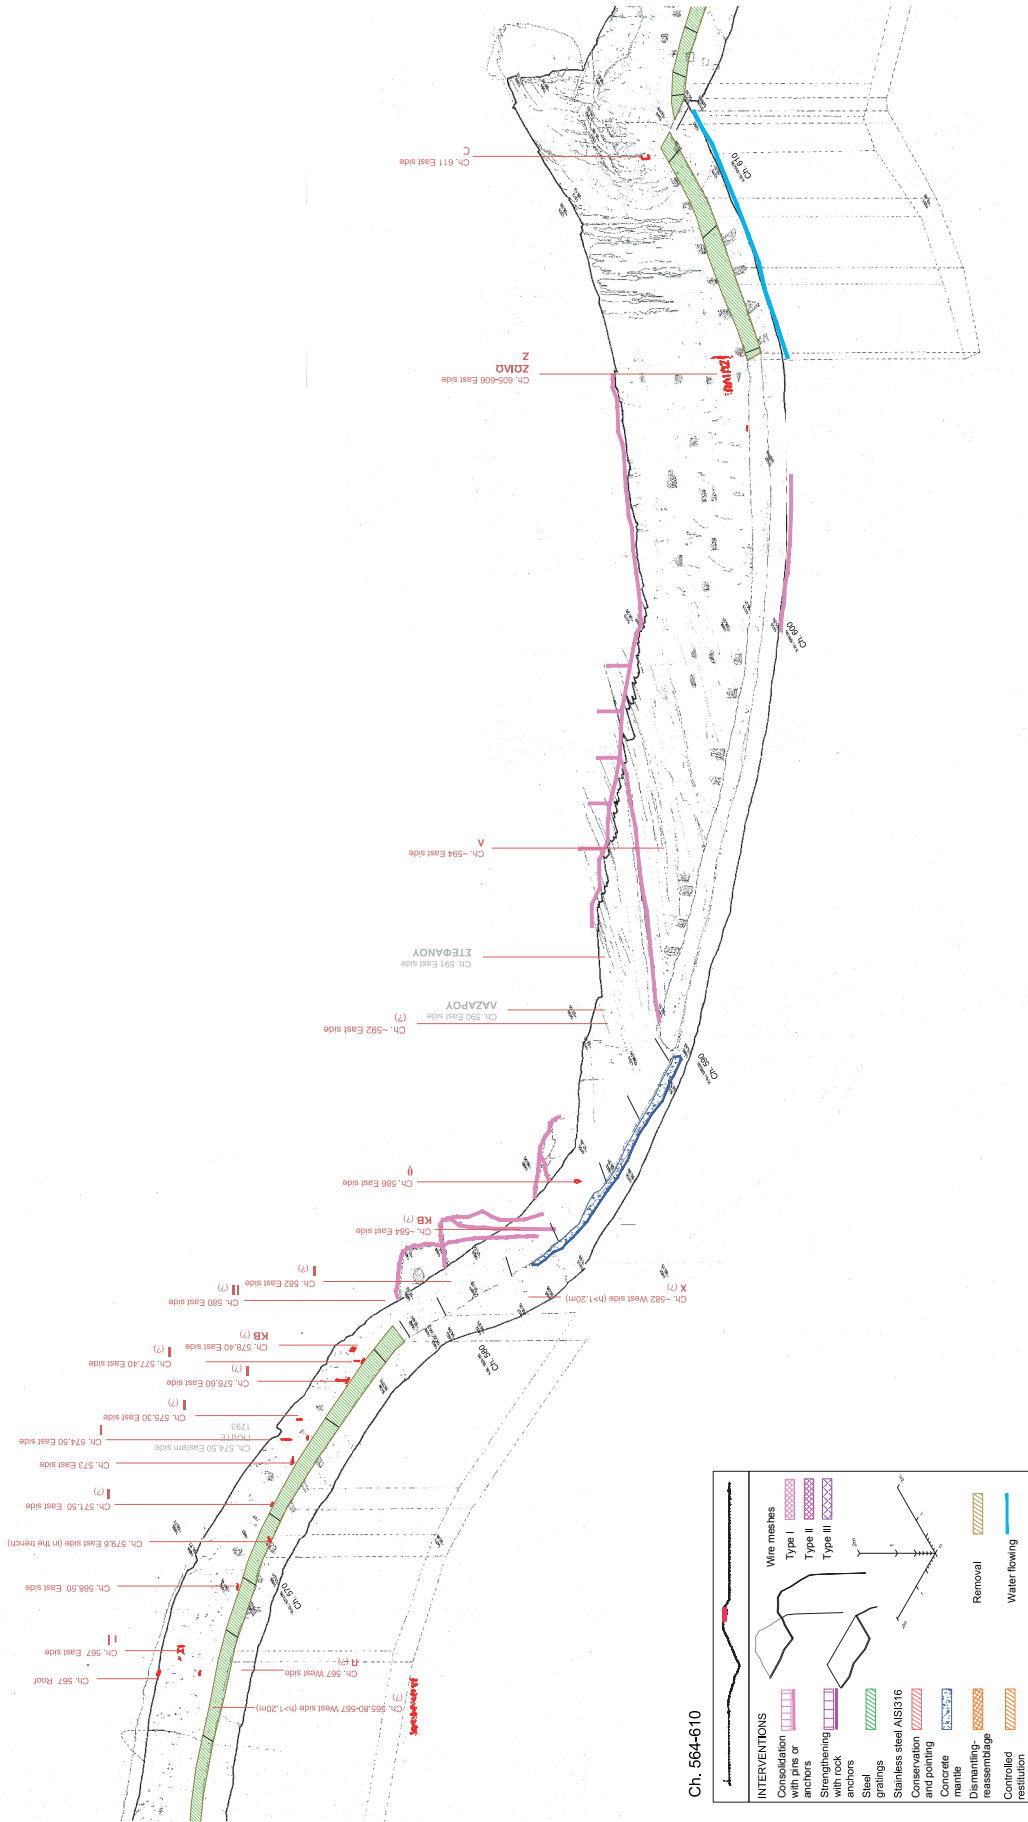 Ch. 611 East side
C
Ch. 610
Ch. 605-606 East side
ΖΩΙΛΩ
Z
Ch. 600
Ch. ~594 East side
Λ
Ch. 591 East side
ΣΤΕΦΑΝΟΥ
Ch. 590 East side
ΛΑΖΑΡΟΥ
Ch. ~592 East side
(?)
Ch. 590
Ch. 586 East side
Ch. ~584 East side
KB (?)
Ch. 582 East side
I (?)
Ch. 580 East side
II (?)
Ch. ~582 West side (h>1.20m)
X (?)
Ch. 580
Ch. 578.40 East side
KB (?)
Ch. 577.40 East side
I (?)
Ch. 576.60 East side
I (?)
Ch. 575.30 East side
I (?)
Ch. 574.50 East side
I
Ch. 574.50 Eastern side
1793
Ch. 573 East side
Ch. 571.50 East side
I (?)
Ch. 579.6 East side (in the trench)
Ch. 570
Ch. 568.50 East side
Ch. 567 East side
Ch. 567 Roof
Ch. 567 West side
Π (?)
Ch. 565.80-567 West side (h>1.20m)
(?)
Ch. 564-610
INTERVENTIONS
Consolidation
with pins or
anchors
Strengthening
with rock
anchors
Steel
gratings
Stainless steel AISI316
Conservation
and pointing
Concrete
mantle
Dismantling-
reassemblage
Controlled
restitution
Wire meshes
Type I
Type II
Type III
Removal
Water flowing